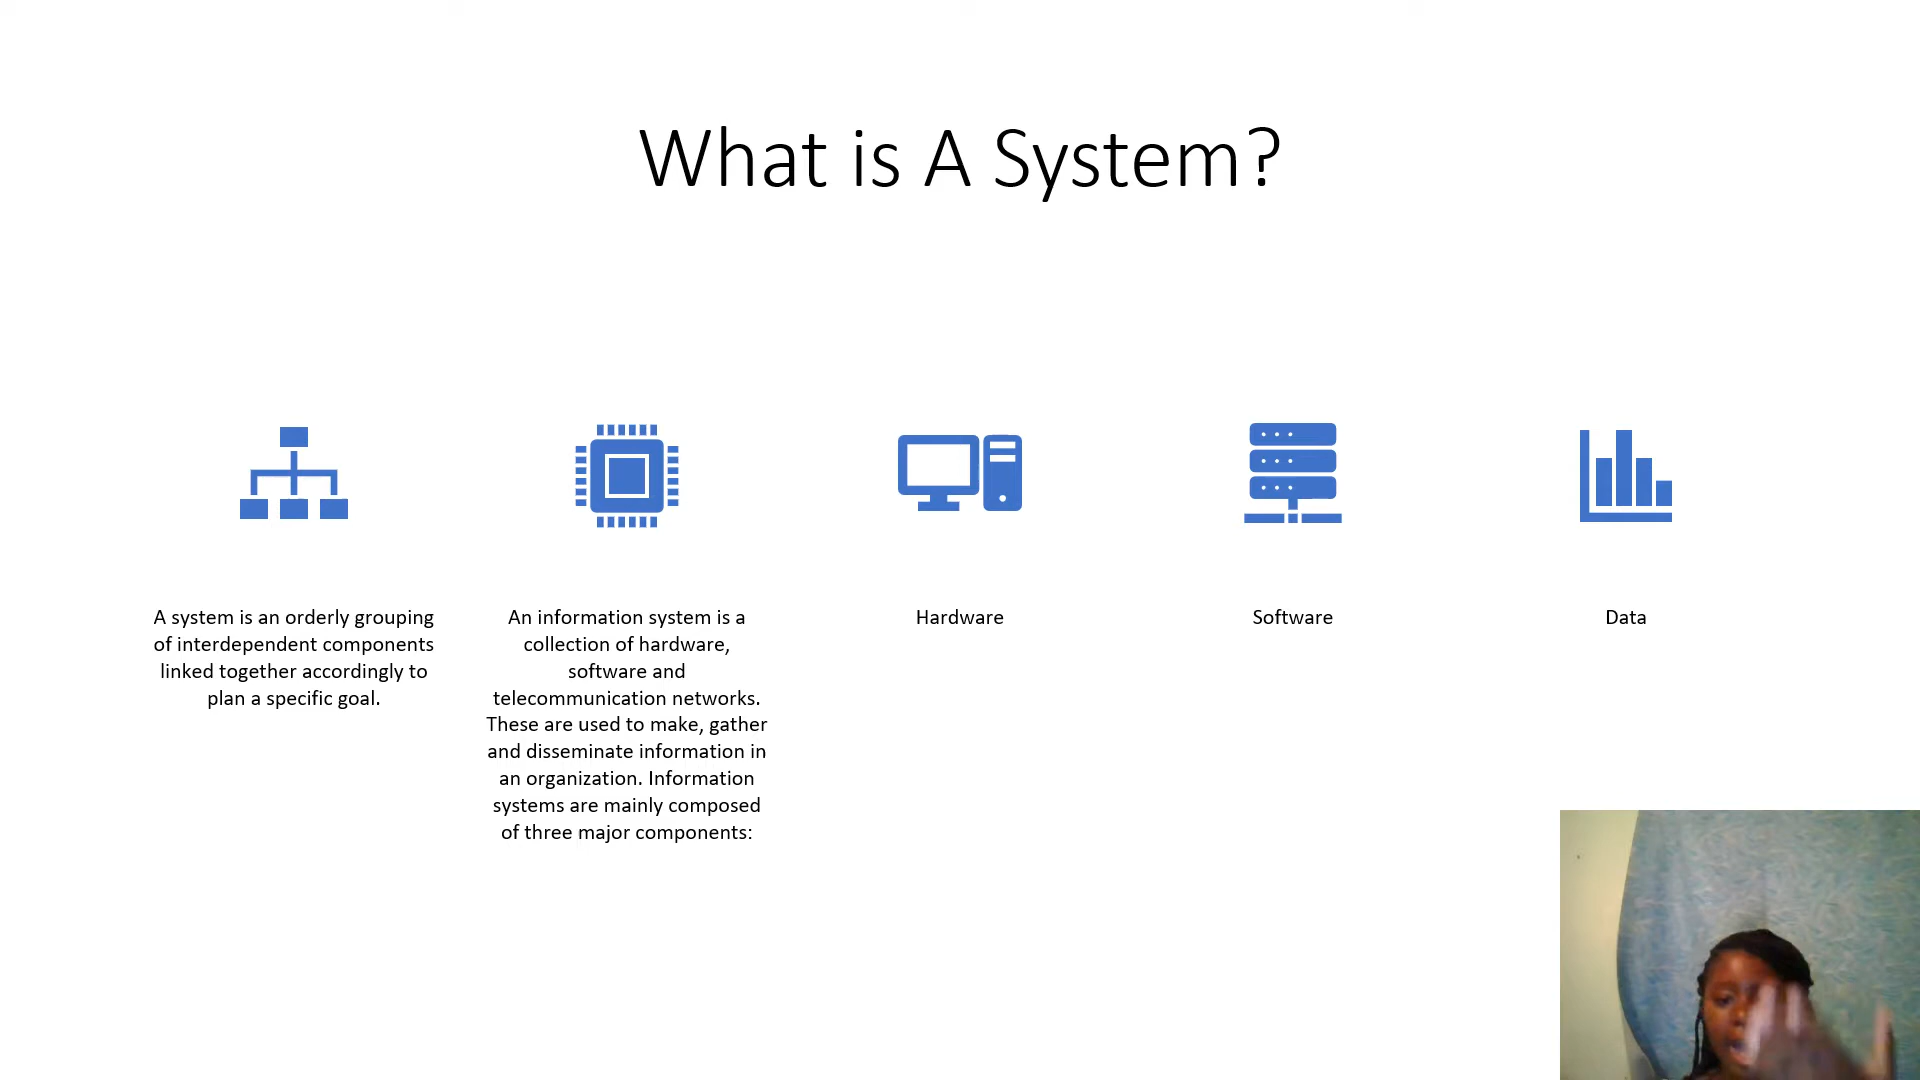 What is A System?
A system is an orderly grouping
of interdependent components
linked together accordingly to
plan a specific goal.
An information system is a
collection of hardware,
software and
telecommunication networks.
These are used to make, gather
and disseminate information in
an organization. Information
systems are mainly composed
of three major components:
Hardware
Software
Data